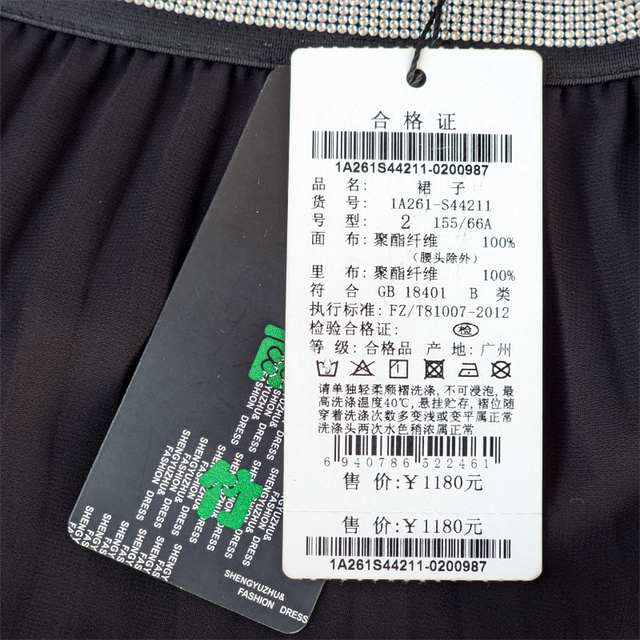 合格证
1A261S44211-0200987
品名: 裙子
货号: 1A261-S44211
号型: 2 155/66A
面布: 聚酯纤维 100%
(腰头除外)
里布: 聚酯纤维 100%
符合 GB 18401 B 类
执行标准: FZ/T81007-2012
检验合格证: 检
等级: 合格品 产地: 广州
请单独轻柔顺褶洗涤, 不可浸泡, 最
高洗涤温度40℃, 悬挂贮存, 褶位随
穿着洗涤次数多变浅或变平属正常
洗涤头两次水色稍浓属正常
6 940786 522461
售价:¥1180元
售价:¥1180元
1A261S44211-0200987
竹
SHENGYUZHU&
FASHION DRESS